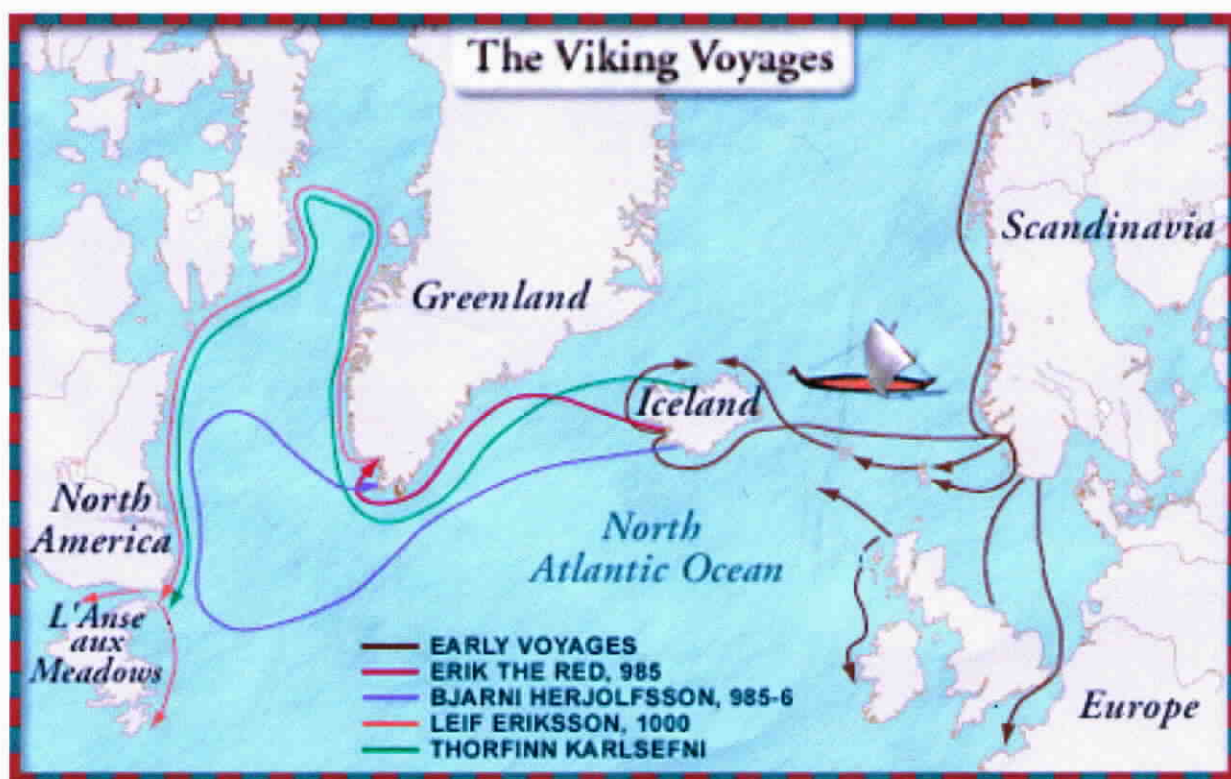 The Viking Voyages
Scandinavia
Greenland
Iceland
North
America
North
Atlantic Ocean
L'Anse
aux
Meadows
EARLY VOYAGES
ERIK THE RED, 985
BJARNI HERJOLFSSON, 985-6
LEIF ERIKSSON, 1000
THORFINN KARLSEFNI
Europe